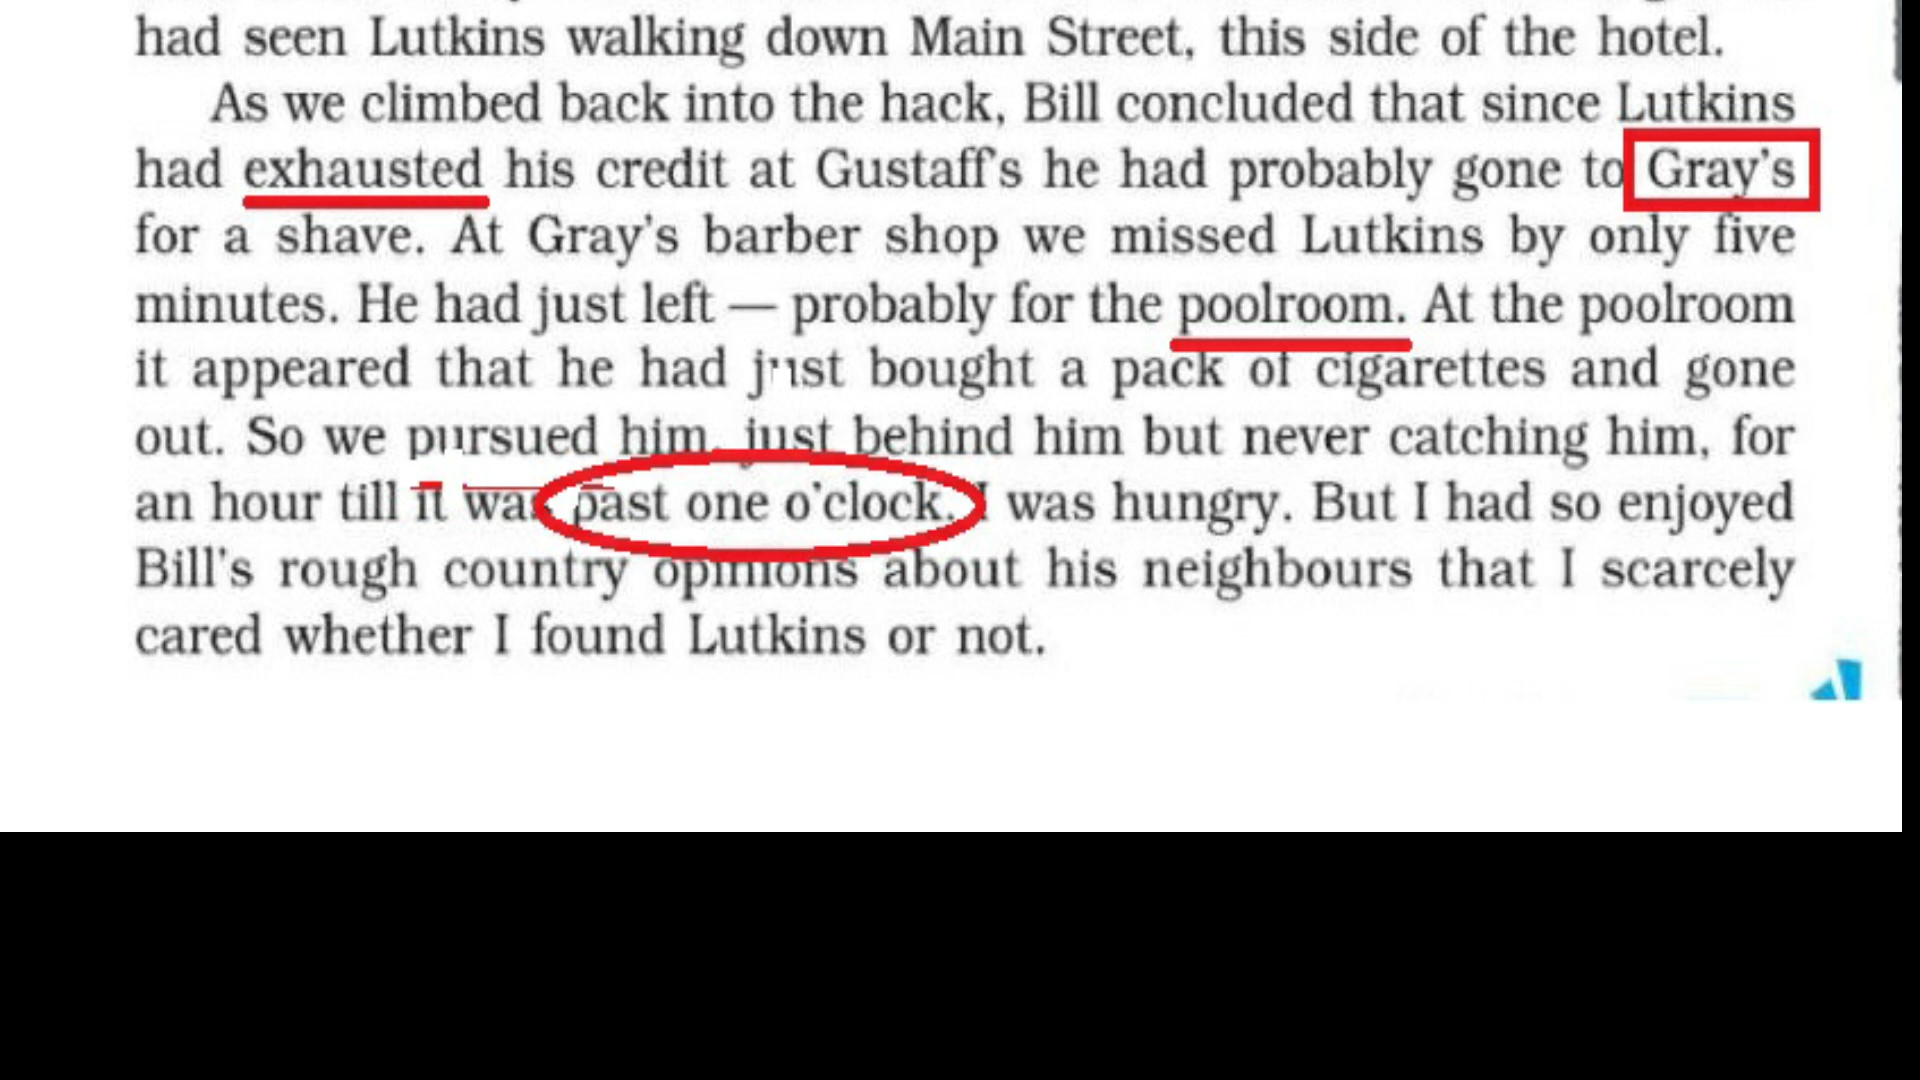 had seen Lutkins walking down Main Street, this side of the hotel.
As we climbed back into the hack, Bill concluded that since Lutkins
had exhausted his credit at Gustaff's he had probably gone to Gray's
for a shave. At Gray's barber shop we missed Lutkins by only five
minutes. He had just left — probably for the poolroom. At the poolroom
it appeared that he had just bought a pack of cigarettes and gone
out. So we pursued him, just behind him but never catching him, for
an hour till it was past one o'clock. I was hungry. But I had so enjoyed
Bill's rough country opinions about his neighbours that I scarcely
cared whether I found Lutkins or not.